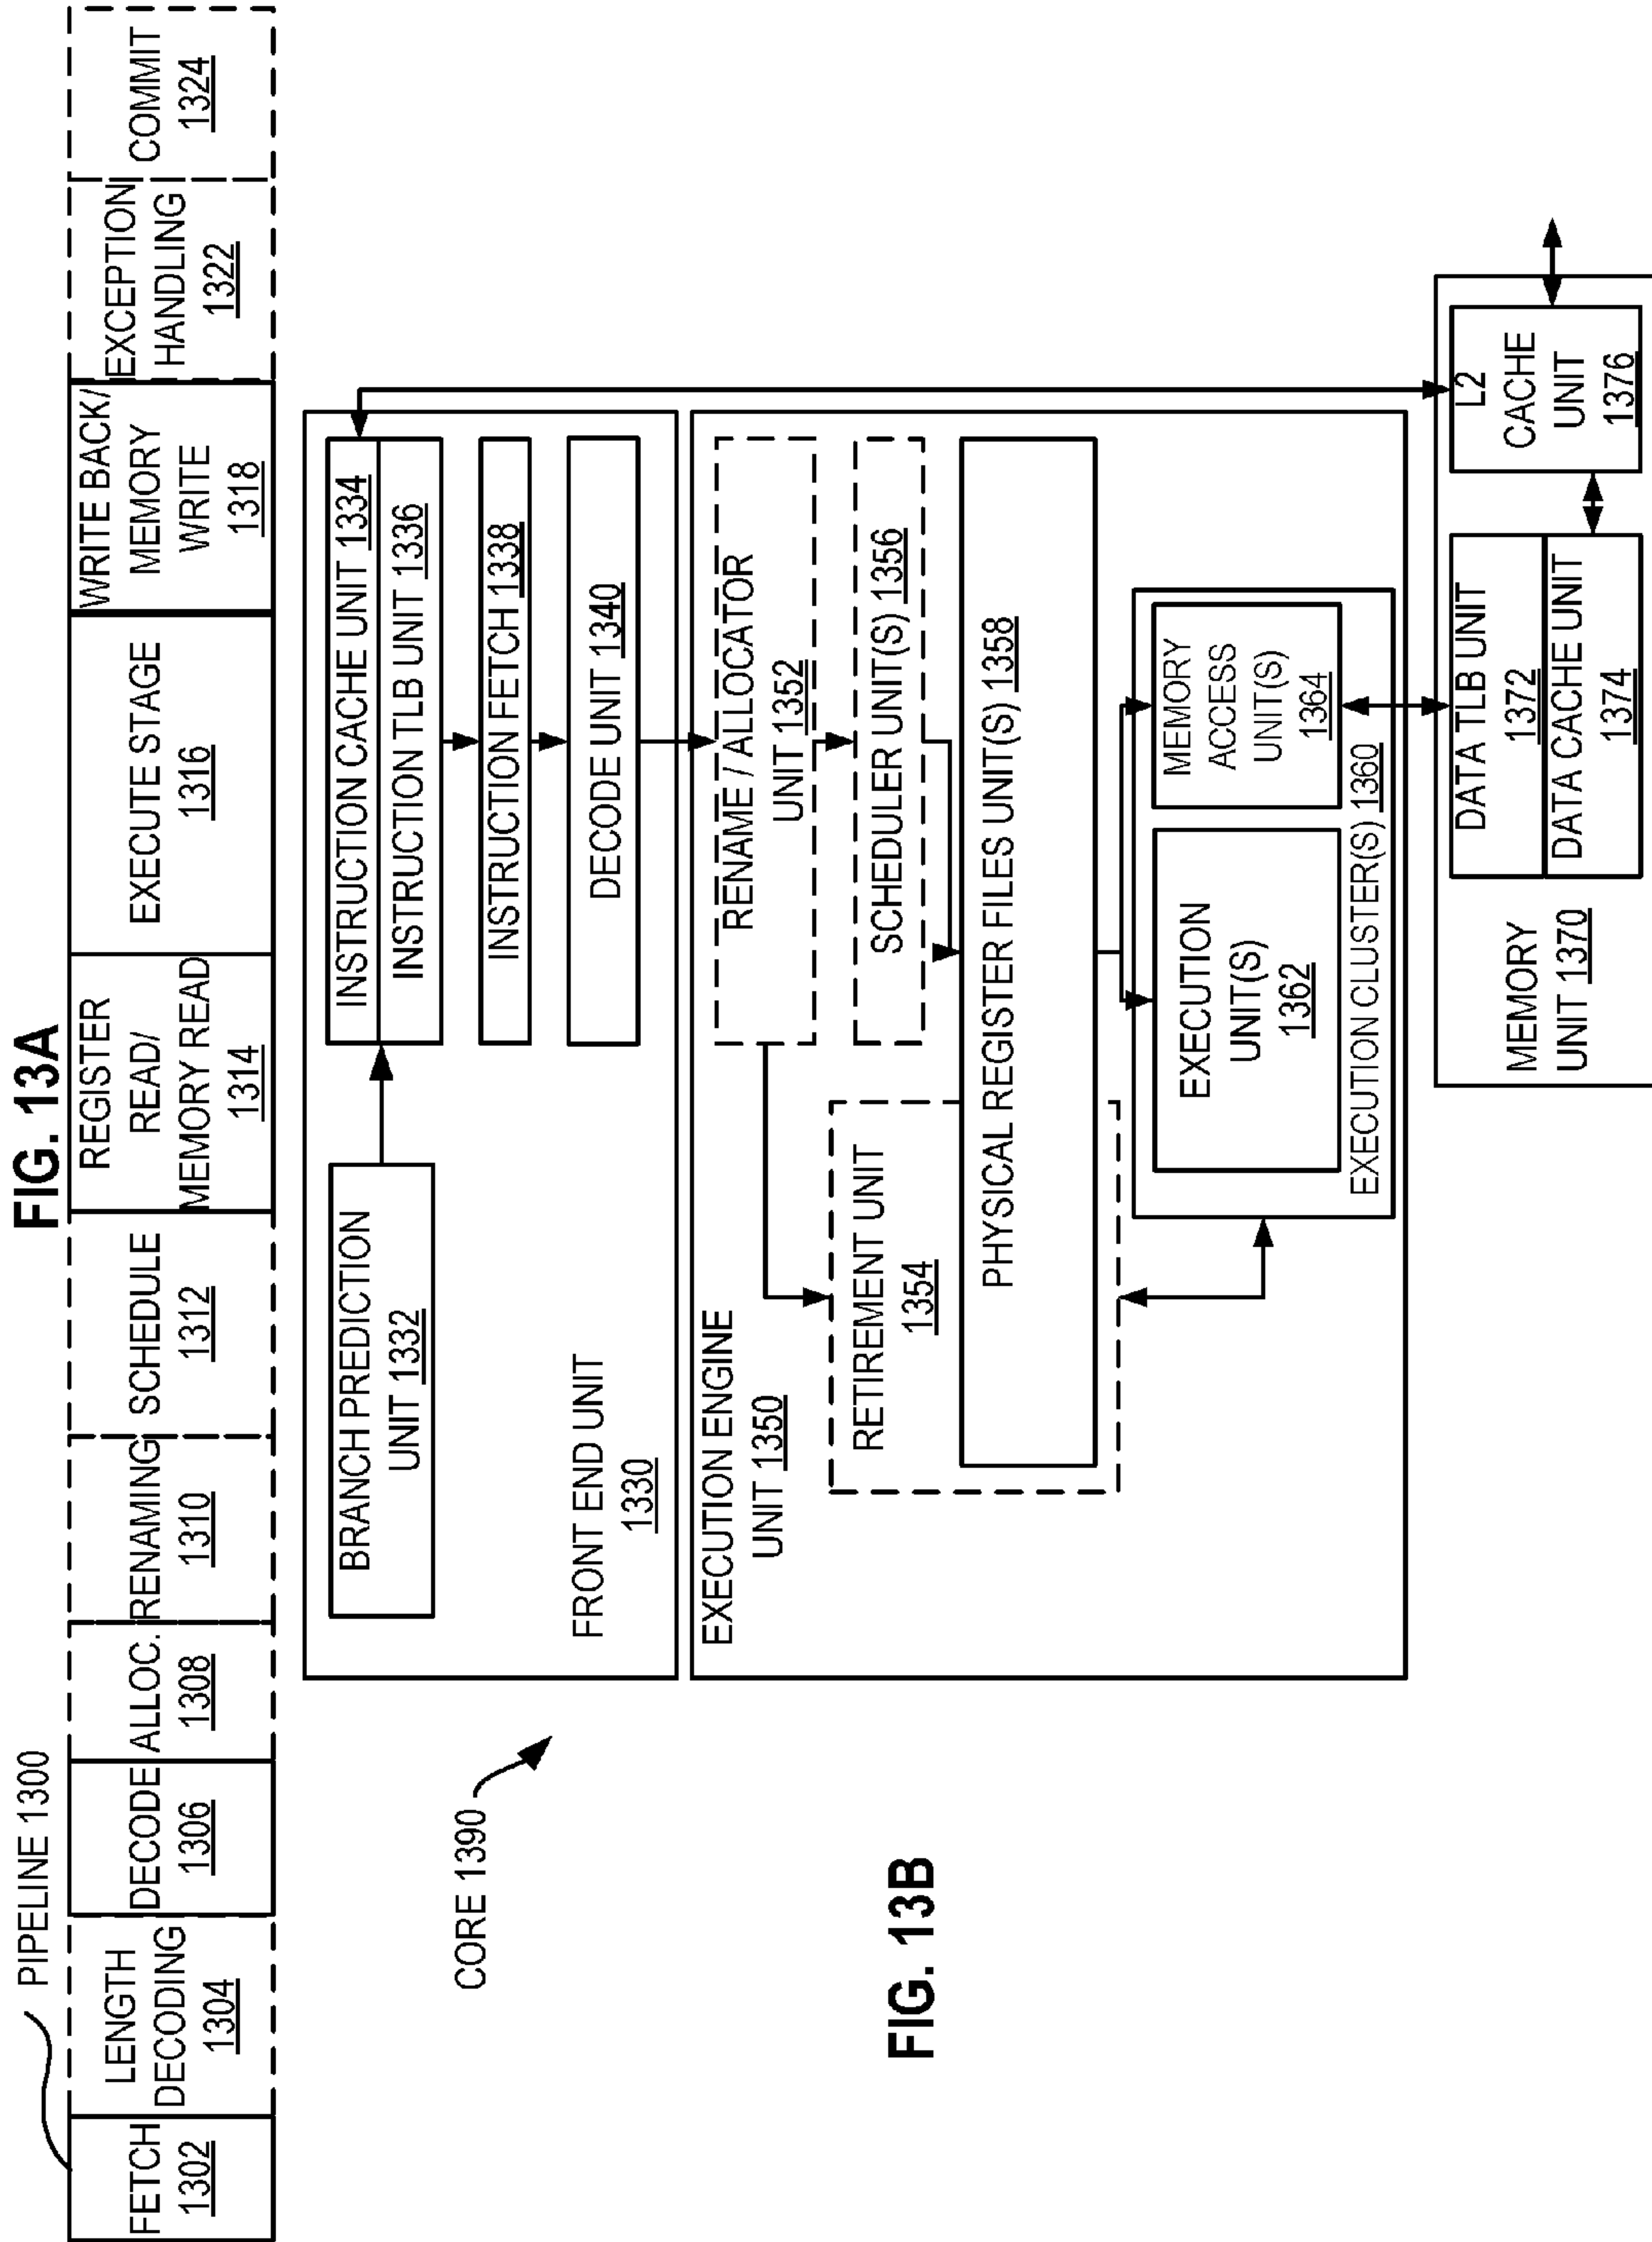 FIG. 13A
PIPELINE 1300
FETCH
1302
LENGTH
DECODING
1304
DECODE
1306
ALLOC.
1308
RENAMING
1310
SCHEDULE
1312
REGISTER
READ/
MEMORY READ
1314
EXECUTE STAGE
1316
WRITE BACK/
MEMORY
WRITE
1318
EXCEPTION
HANDLING
1322
COMMIT
1324
CORE 1390
FIG. 13B
BRANCH PREDICTION
UNIT 1332
INSTRUCTION CACHE UNIT 1334
INSTRUCTION TLB UNIT 1336
INSTRUCTION FETCH 1338
DECODE UNIT 1340
FRONT END UNIT
1330
EXECUTION ENGINE
UNIT 1350
RENAME / ALLOCATOR
UNIT 1352
RETIREMENT UNIT
1354
SCHEDULER UNIT(S) 1356
PHYSICAL REGISTER FILES UNIT(S) 1358
EXECUTION
UNIT(S)
1362
MEMORY
ACCESS
UNIT(S)
1364
EXECUTION CLUSTER(S) 1360
MEMORY
UNIT 1370
DATA TLB UNIT
1372
DATA CACHE UNIT
1374
L2
CACHE
UNIT
1376